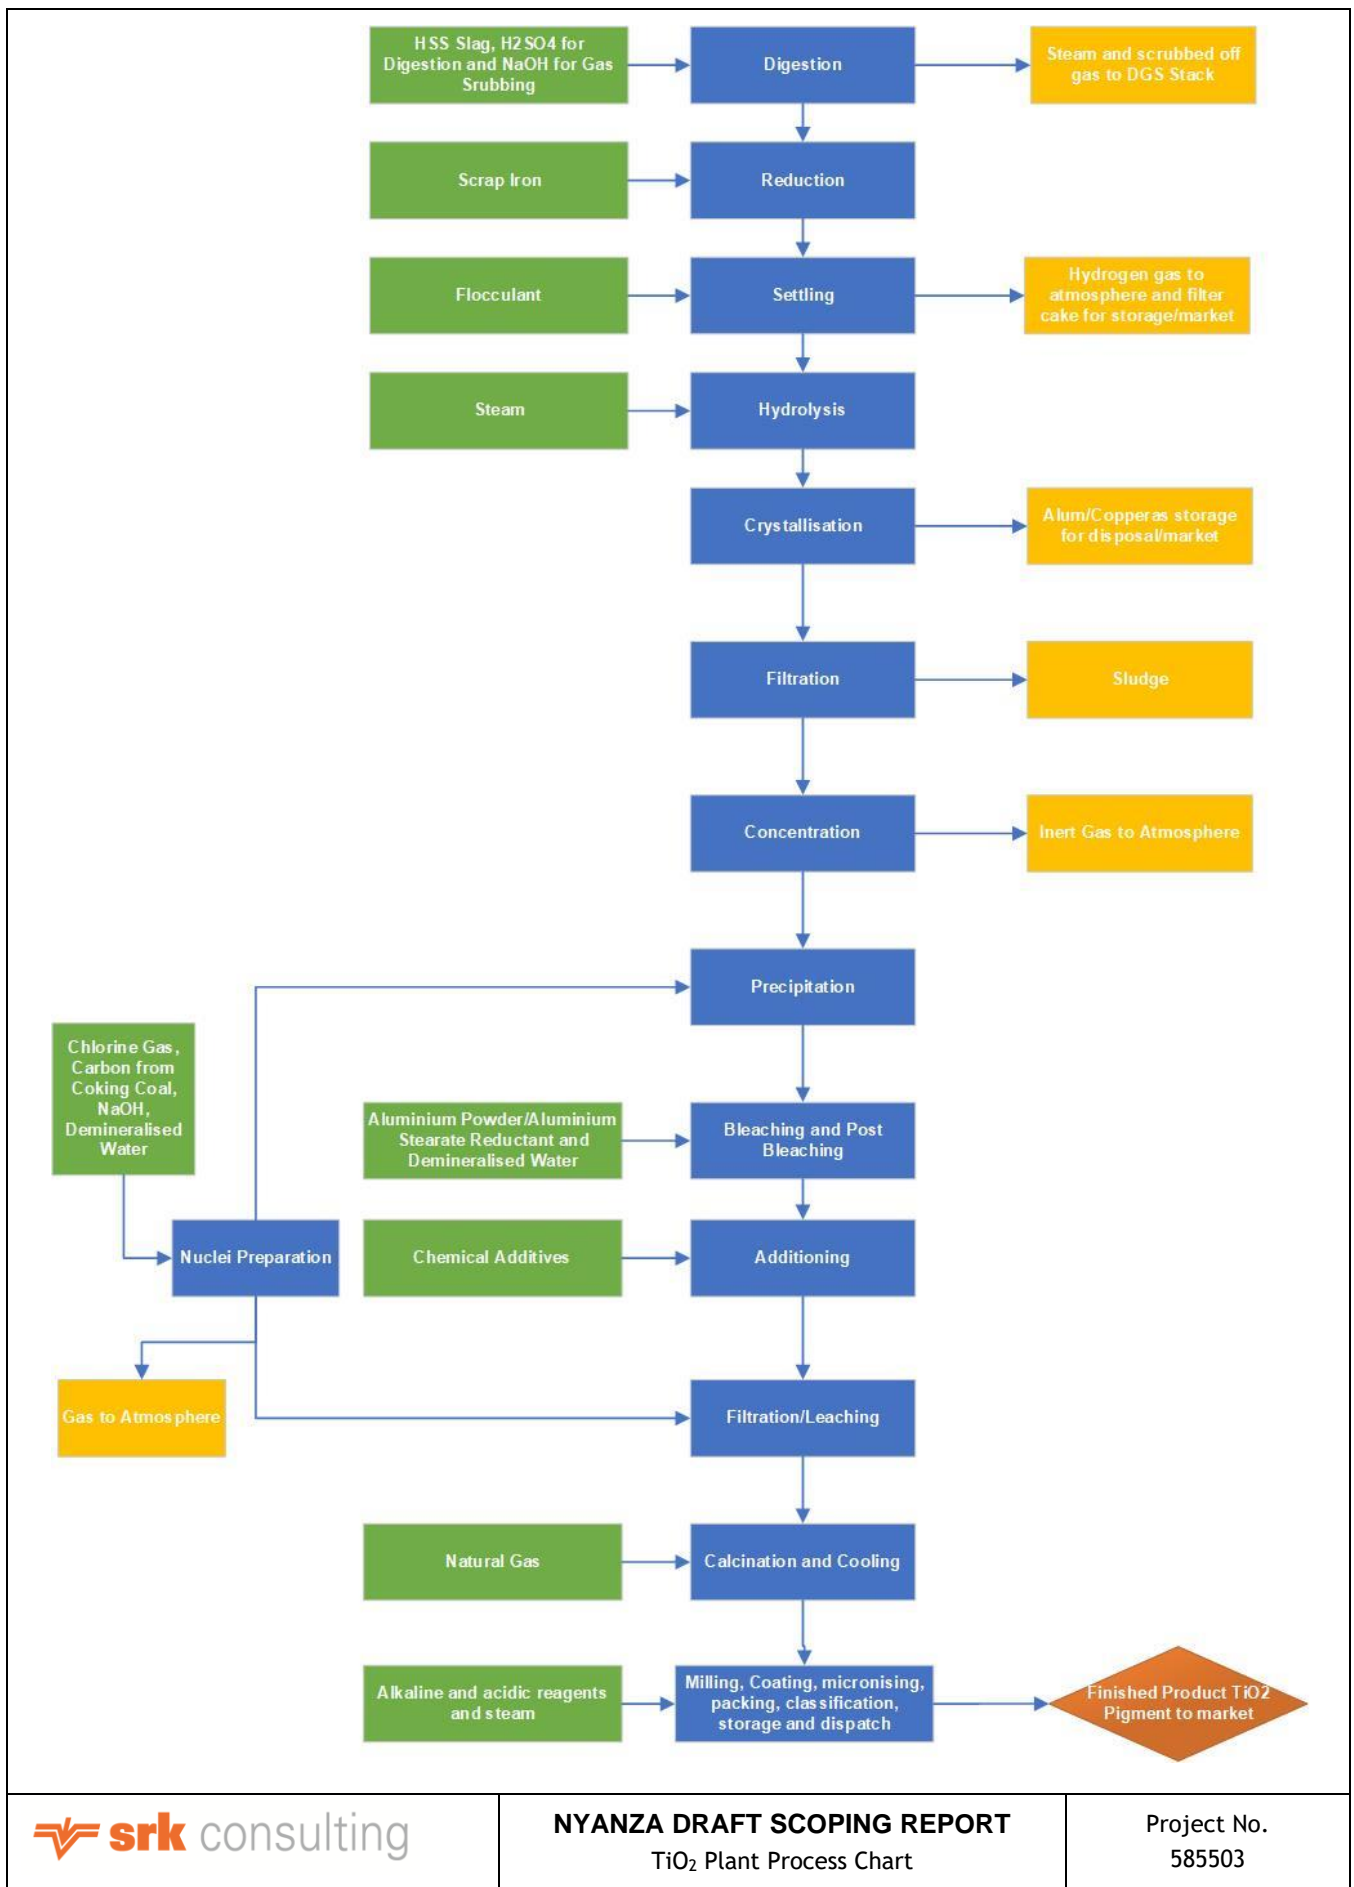 HSS Slag, H2SO4 for
Digestion and NaOH for Gas
Srubbing
Digestion
Steam and scrubbed off
gas to DGS Stack
Scrap Iron
Reduction
Flocculant
Settling
Hydrogen gas to
atmosphere and filter
cake for storage/market
Steam
Hydrolysis
Crystallisation
Alum/Copperas storage
for disposal/market
Filtration
Sludge
Concentration
Inert Gas to Atmosphere
Precipitation
Chlorine Gas,
Carbon from
Coking Coal,
NaOH,
Demineralised
Water
Aluminium Powder/Aluminium
Stearate Reductant and
Demineralised Water
Bleaching and Post
Bleaching
Nuclei Preparation
Chemical Additives
Additioning
Gas to Atmosphere
Filtration/Leaching
Natural Gas
Calcination and Cooling
Alkaline and acidic reagents
and steam
Milling, Coating, micronising,
packing, classification,
storage and dispatch
Finished Product TiO2
Pigment to market
srk consulting
NYANZA DRAFT SCOPING REPORT
TiO₂ Plant Process Chart
Project No.
585503